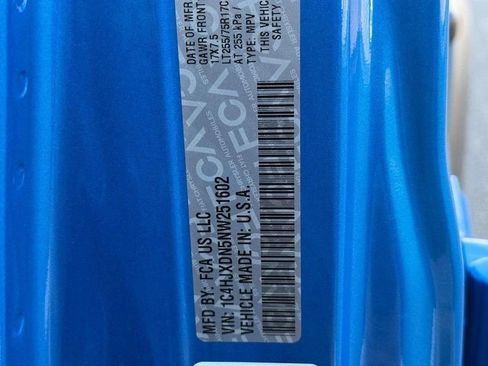 DATE OF MFR
GAWR FRONT
17X7.5
LT255/75R17C
AT 255 kPa
TYPE: MPV
THIS VEHIC
SAFETY
MFD BY: FCA US LLC
VIN: 1C4HJXDN5NW251602
VEHICLE MADE IN: U.S.A.